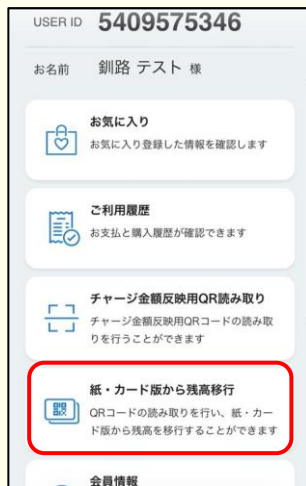 USER ID 5409575346
お名前 釧路 テスト 様
お気に入り
お気に入り登録した情報を確認します
ご利用履歴
お支払と購入履歴が確認できます
チャージ金額反映用QR読み取り
チャージ金額反映用QRコードの読み取
りを行うことができます
紙・カード版から残高移行
QRコードの読み取りを行い、紙・カー
ド版から残高を移行することができます
会員情報